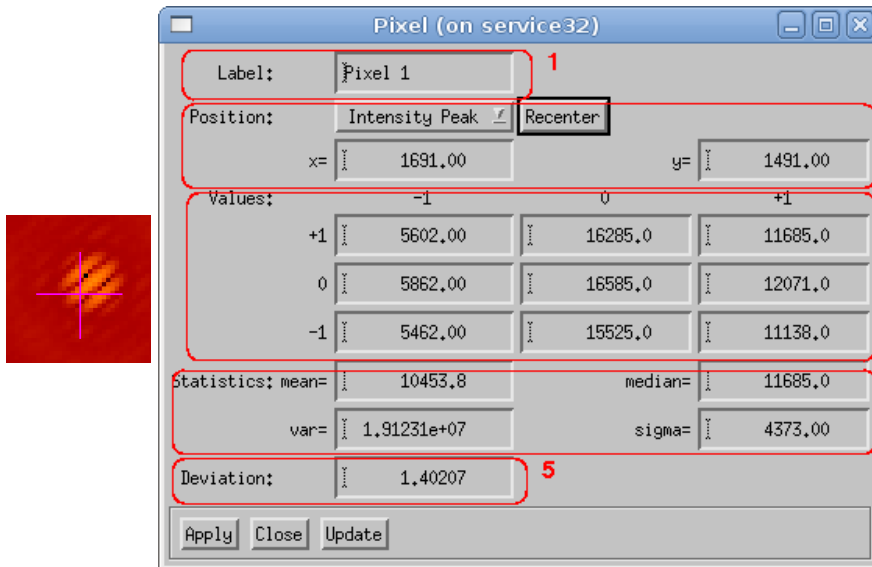 Pixel (on service32)
Label: Pixel 1 1
Position: Intensity Peak Recenter
x= 1691.00 y= 1491.00
Values: -1 0 +1
+1 5602.00 16285.0 11685.0
0 5862.00 16585.0 12071.0
-1 5462.00 15525.0 11138.0
Statistics: mean= 10453.8 median= 11685.0
var= 1.91231e+07 sigma= 4373.00
Deviation: 1.40207 5
Apply Close Update